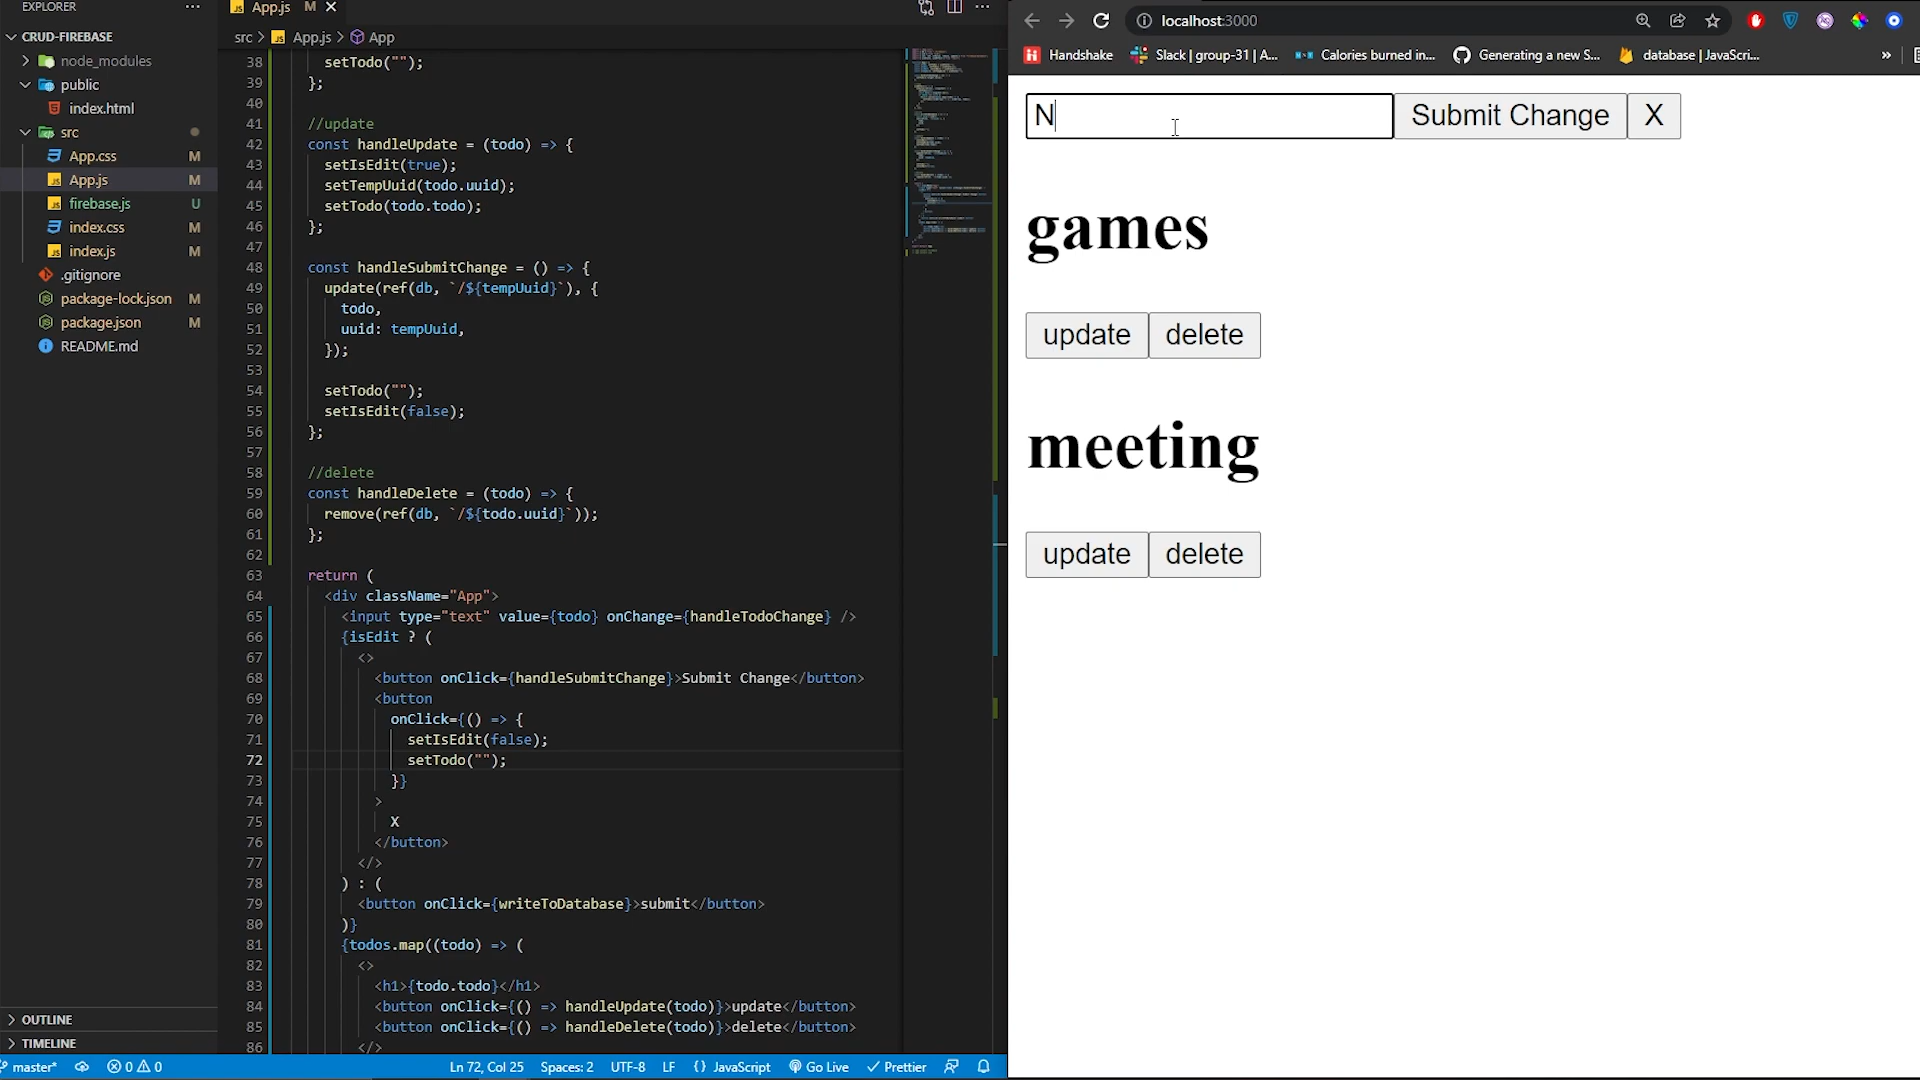 EXPLORER
CRUD-FIREBASE
node_modules
public
index.html
src
App.css M
App.js M
firebase.js U
index.css M
index.js M
.gitignore
package-lock.json M
package.json M
README.md
OUTLINE
TIMELINE
App.js M
src > App.js > App
38 setTodo("");
39 };
40
41 //update
42 const handleUpdate = (todo) => {
43 setIsEdit(true);
44 setTempUuid(todo.uuid);
45 setTodo(todo.todo);
46 };
47
48 const handleSubmitChange = () => {
49 update(ref(db, `/${tempUuid}`), {
50 todo,
51 uuid: tempUuid,
52 });
53
54 setTodo("");
55 setIsEdit(false);
56 };
57
58 //delete
59 const handleDelete = (todo) => {
60 remove(ref(db, `/${todo.uuid}`));
61 };
62
63 return (
64 <div className="App">
65 <input type="text" value={todo} onChange={handleTodoChange} />
66 {isEdit ? (
67 <>
68 <button onClick={handleSubmitChange}>Submit Change</button>
69 <button
70 onClick={() => {
71 setIsEdit(false);
72 setTodo("");
73 }}
74 >
75 X
76 </button>
77 </>
78 ) : (
79 <button onClick={writeToDatabase}>submit</button>
80 )}
81 {todos.map((todo) => (
82 <>
83 <h1>{todo.todo}</h1>
84 <button onClick={() => handleUpdate(todo)}>update</button>
85 <button onClick={() => handleDelete(todo)}>delete</button>
86 </>
master* 0 0 Ln 72, Col 25 Spaces: 2 UTF-8 LF {} JavaScript Go Live Prettier
localhost:3000
Handshake Slack | group-31 | A... Calories burned in... Generating a new S... database | JavaScri... »
N Submit Change X
games
update delete
meeting
update delete